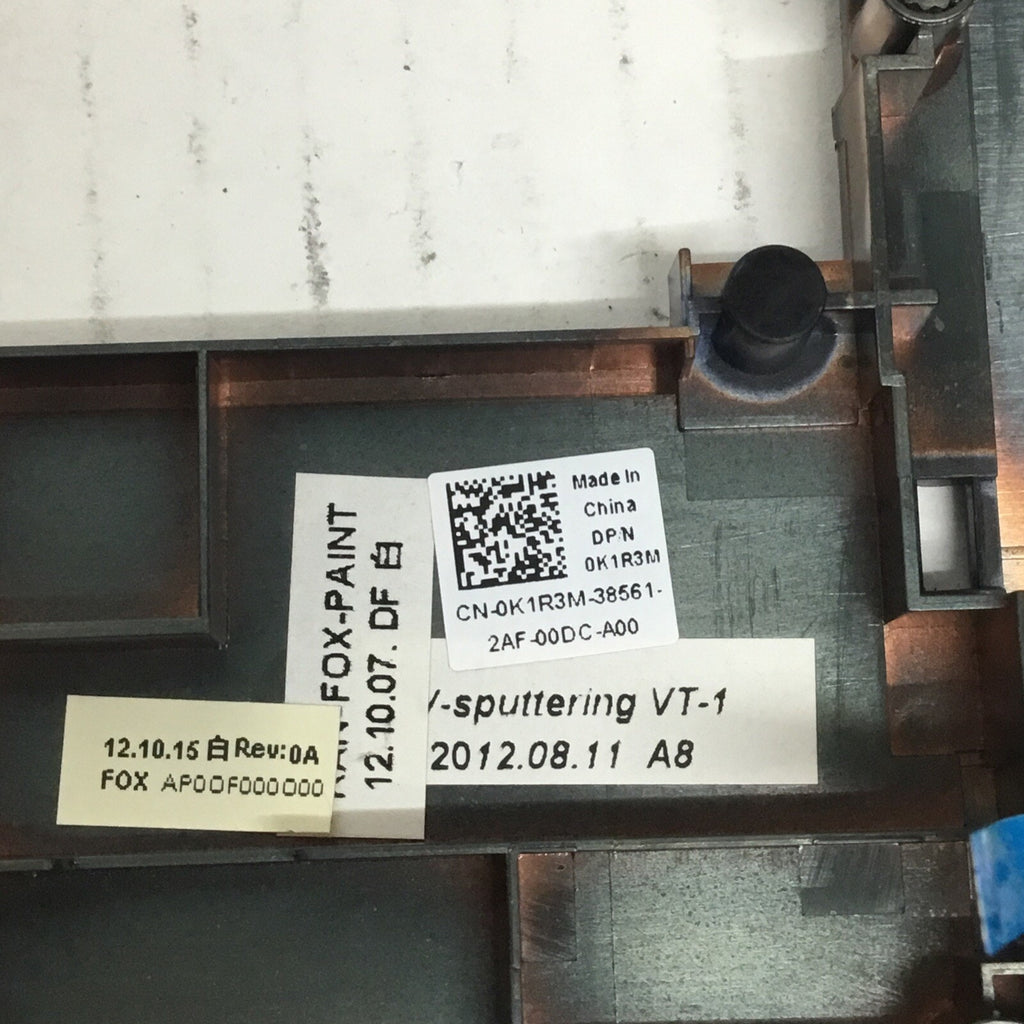 Made In
China
DP/N
0K1R3M
CN-0K1R3M-38561-
2AF-00DC-A00
FOX-PAINT
12.10.07. DF 白
-sputtering VT-1
2012.08.11 A8
12.10.15 白 Rev:0A
FOX AP00F000O00